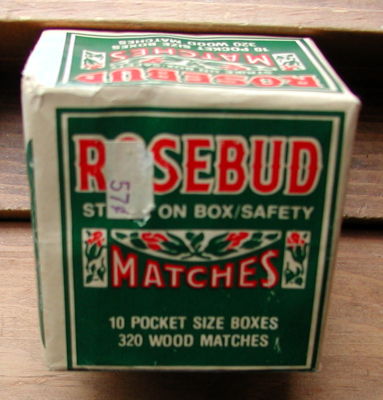 ROSEBUD
MATCHES
10 POCKET SIZE BOXES
320 WOOD MATCHES
ROSEBUD
57¢
ON BOX/SAFETY
MATCHES
10 POCKET SIZE BOXES
320 WOOD MATCHES